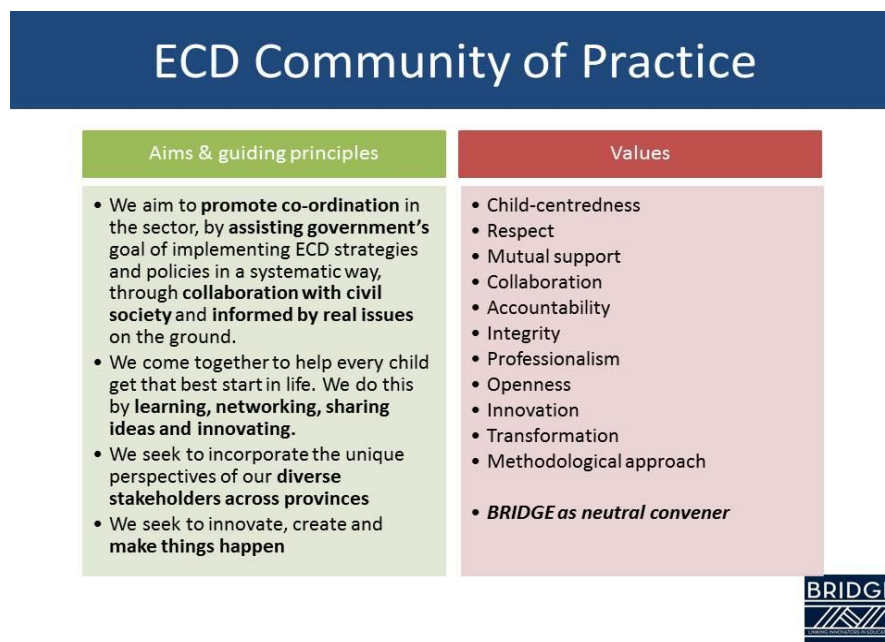 ECD Community of Practice
Aims & guiding principles
• We aim to promote co-ordination in
the sector, by assisting government's
goal of implementing ECD strategies
and policies in a systematic way,
through collaboration with civil
society and informed by real issues
on the ground.
• We come together to help every child
get that best start in life. We do this
by learning, networking, sharing
ideas and innovating.
• We seek to incorporate the unique
perspectives of our diverse
stakeholders across provinces
• We seek to innovate, create and
make things happen
Values
• Child-centredness
• Respect
• Mutual support
• Collaboration
• Accountability
• Integrity
• Professionalism
• Openness
• Innovation
• Transformation
• Methodological approach
• BRIDGE as neutral convener
BRIDGE
LINKING INNOVATORS IN